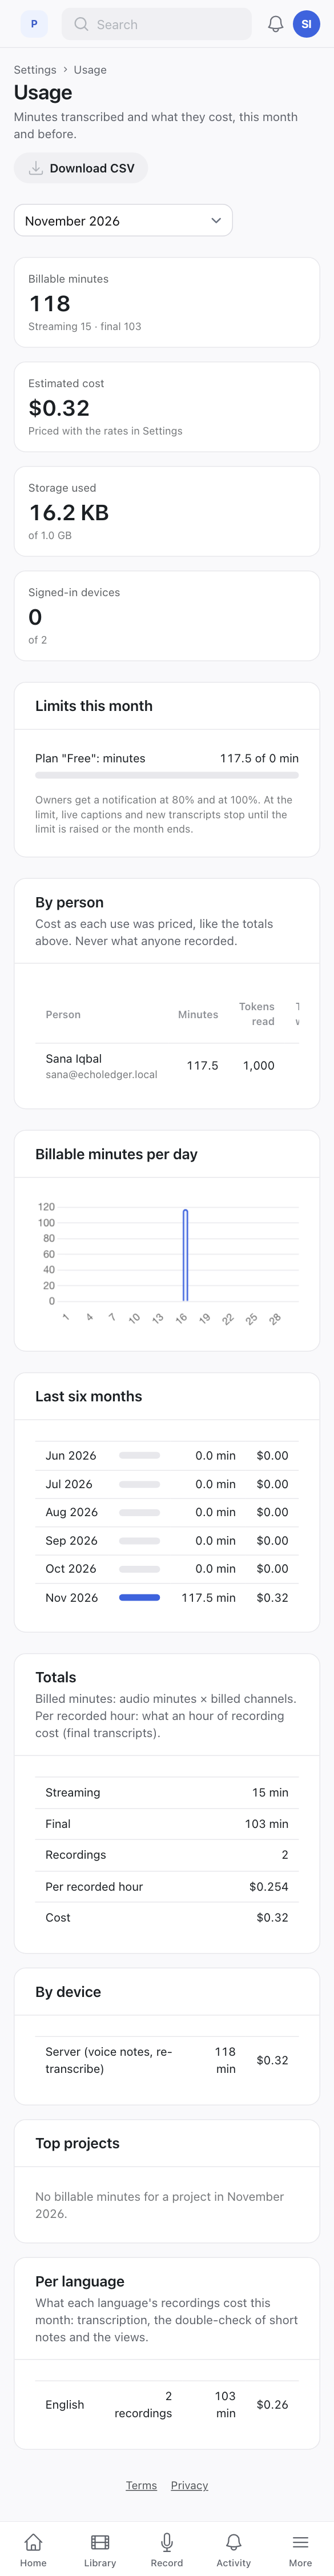 P
Search
SI
Settings > Usage
Usage
Minutes transcribed and what they cost, this month
and before.
Download CSV
November 2026
Billable minutes
118
Streaming 15 · final 103
Estimated cost
$0.32
Priced with the rates in Settings
Storage used
16.2 KB
of 1.0 GB
Signed-in devices
0
of 2
Limits this month
Plan "Free": minutes 117.5 of 0 min
Owners get a notification at 80% and at 100%. At the
limit, live captions and new transcripts stop until the
limit is raised or the month ends.
By person
Cost as each use was priced, like the totals
above. Never what anyone recorded.
Person Minutes Tokens
read
Sana Iqbal 117.5 1,000
sana@echoledger.local
Billable minutes per day
120
100
80
60
40
20
0
1 4 7 10 13 16 19 22 25 28
Last six months
Jun 2026 0.0 min $0.00
Jul 2026 0.0 min $0.00
Aug 2026 0.0 min $0.00
Sep 2026 0.0 min $0.00
Oct 2026 0.0 min $0.00
Nov 2026 117.5 min $0.32
Totals
Billed minutes: audio minutes × billed channels.
Per recorded hour: what an hour of recording
cost (final transcripts).
Streaming 15 min
Final 103 min
Recordings 2
Per recorded hour $0.254
Cost $0.32
By device
Server (voice notes, re-
transcribe) 118
min $0.32
Top projects
No billable minutes for a project in November
2026.
Per language
What each language's recordings cost this
month: transcription, the double-check of short
notes and the views.
English 2
recordings 103
min $0.26
Terms Privacy
Home Library Record Activity More